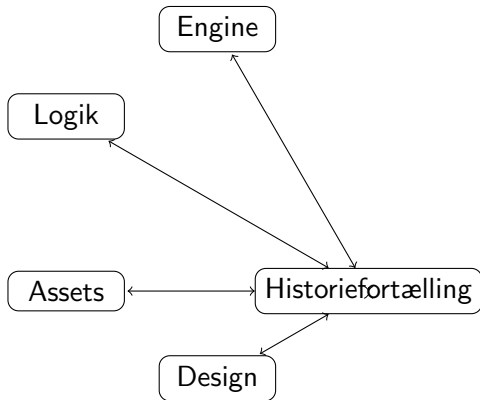 Engine
Logik
Assets
Historiefortælling
Design